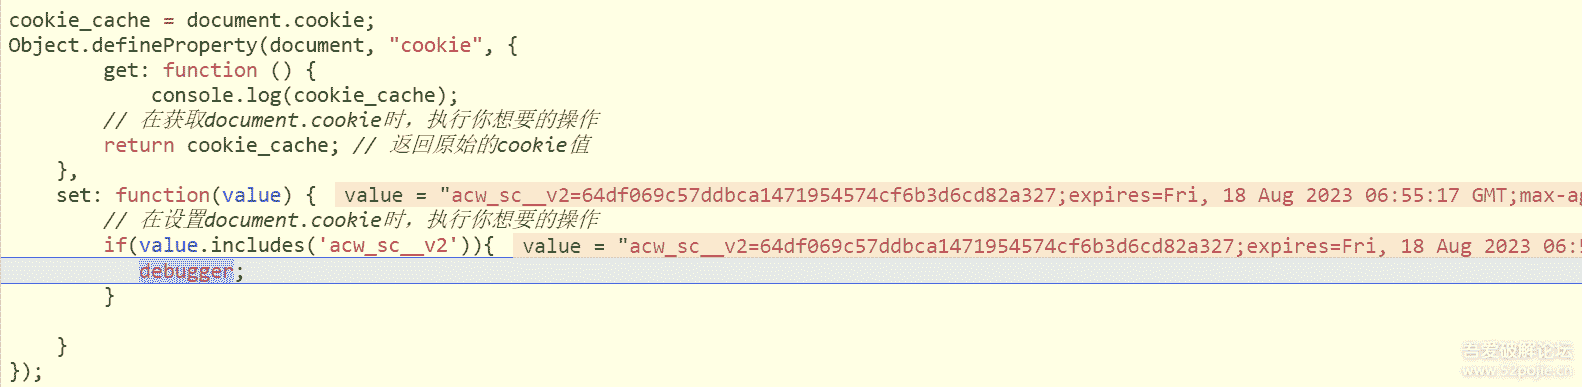 cookie_cache = document.cookie;
Object.defineProperty(document, "cookie", {
get: function () {
console.log(cookie_cache);
// 在获取document.cookie时，执行你想要的操作
return cookie_cache; // 返回原始的cookie值
},
set: function(value) { value = "acw_sc__v2=64df069c57ddbca1471954574cf6b3d6cd82a327;expires=Fri, 18 Aug 2023 06:55:17 GMT;max-ag
// 在设置document.cookie时，执行你想要的操作
if(value.includes('acw_sc__v2')){ value = "acw_sc__v2=64df069c57ddbca1471954574cf6b3d6cd82a327;expires=Fri, 18 Aug 2023 06:5
debugger;
}
}
});
吾爱破解论坛
www.52pojie.cn